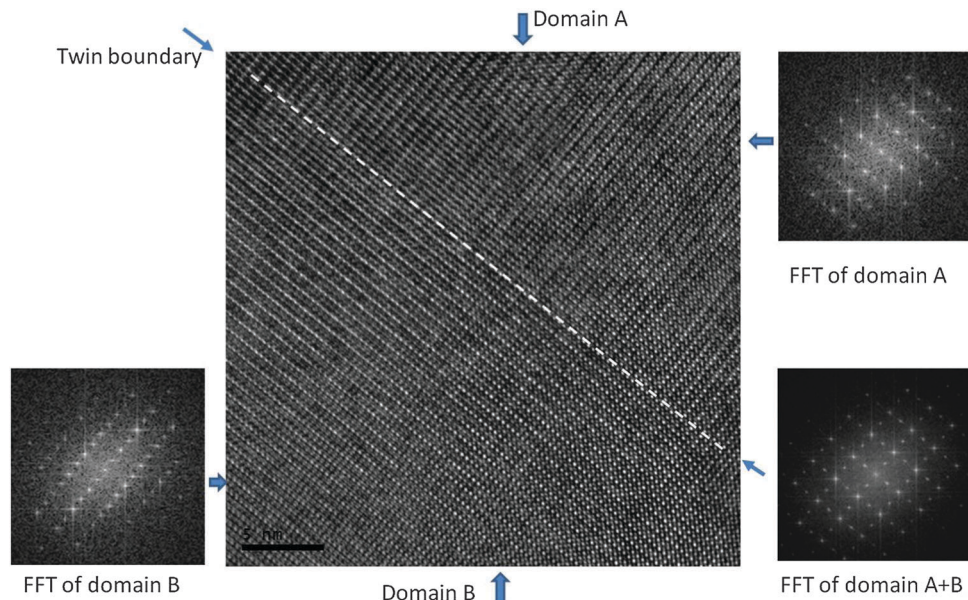 Domain A
Twin boundary
FFT of domain A
5 nm
FFT of domain B
Domain B
FFT of domain A+B